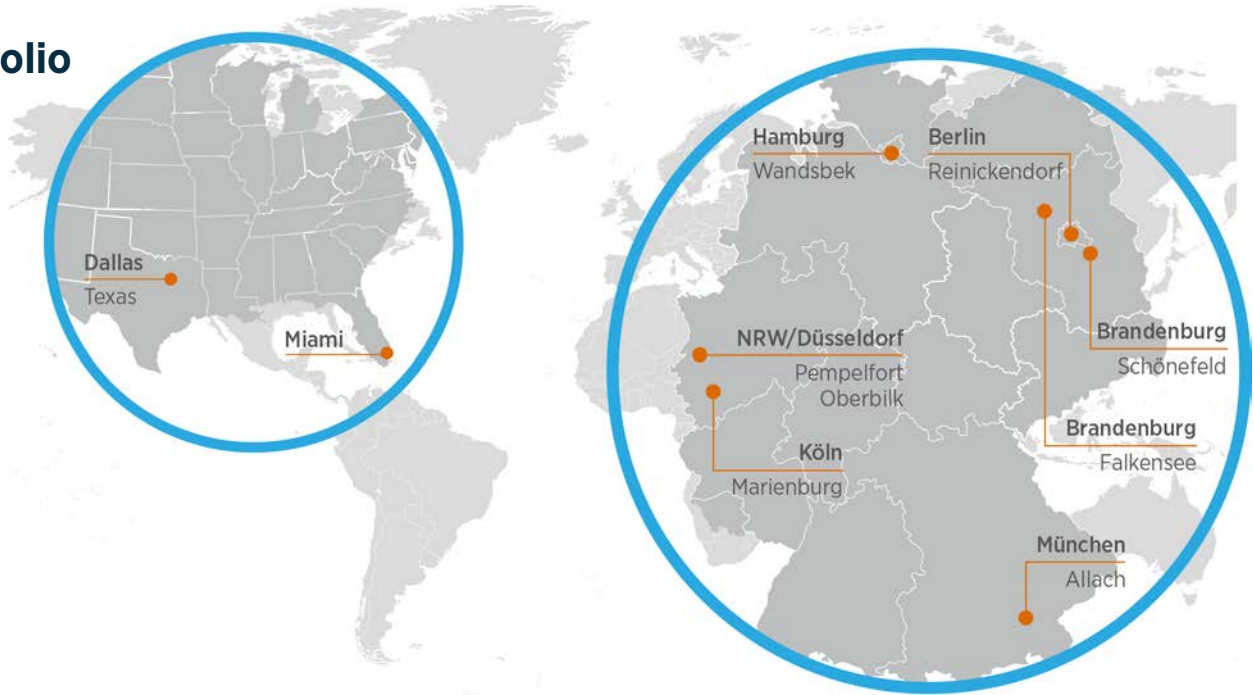 olio
Dallas
Texas
Miami
Hamburg
Wandsbek
Berlin
Reinickendorf
NRW/Düsseldorf
Pempelfort
Oberbilk
Köln
Marienburg
Brandenburg
Schönefeld
Brandenburg
Falkensee
München
Allach